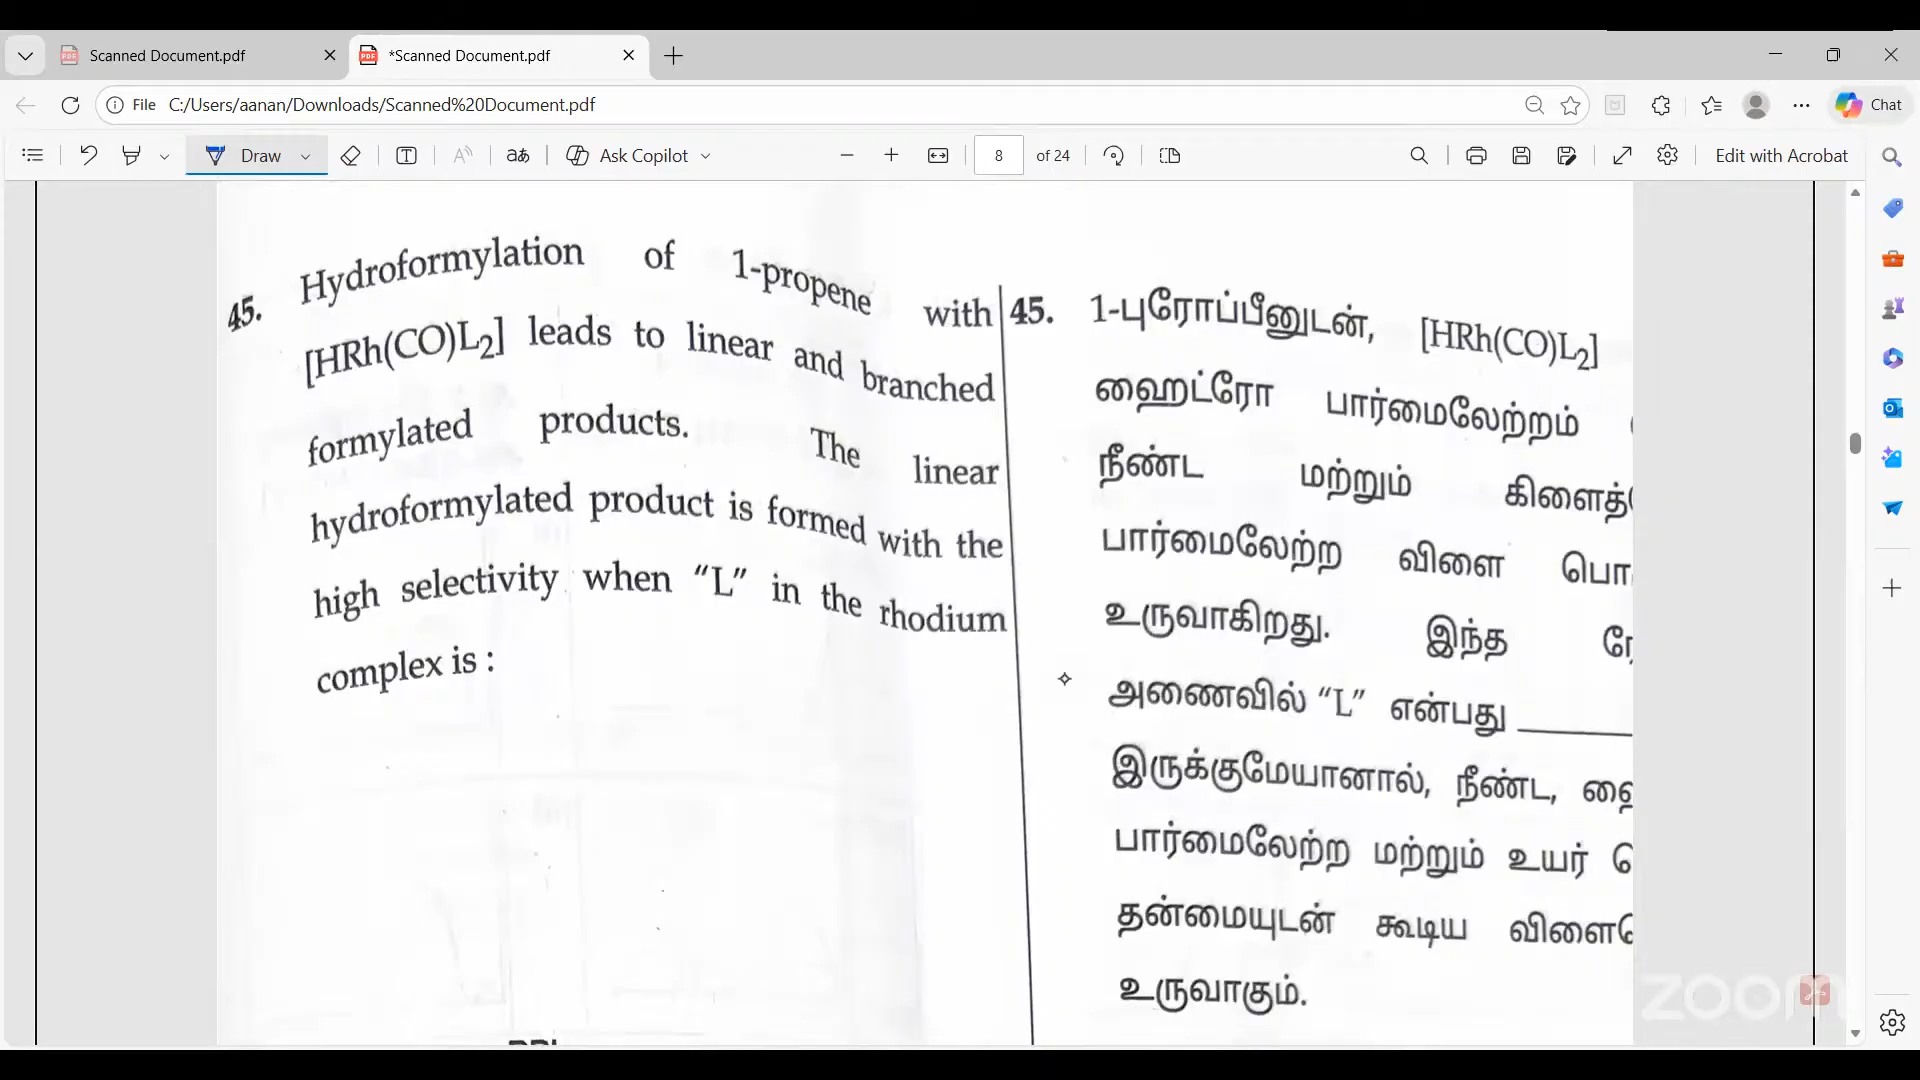 Scanned Document.pdf
*Scanned Document.pdf
File C:/Users/aanan/Downloads/Scanned%20Document.pdf
Chat
Draw
Ask Copilot
8 of 24
Edit with Acrobat
45. Hydroformylation of 1-propene with
[HRh(CO)L2] leads to linear and branched
formylated products. The linear
hydroformylated product is formed with the
high selectivity when "L" in the rhodium
complex is :
45. 1-புரோப்பீனுடன், [HRh(CO)L2]
ஹைட்ரோ பார்மைலேற்றம்
நீண்ட மற்றும்
பார்மைலேற்ற விளை
உருவாகிறது. இந்த
அணைவில் "L" என்பது ______
இருக்குமேயானால், நீண்ட,
பார்மைலேற்ற மற்றும் உயர்
தன்மையுடன் கூடிய
உருவாகும்.
zoom